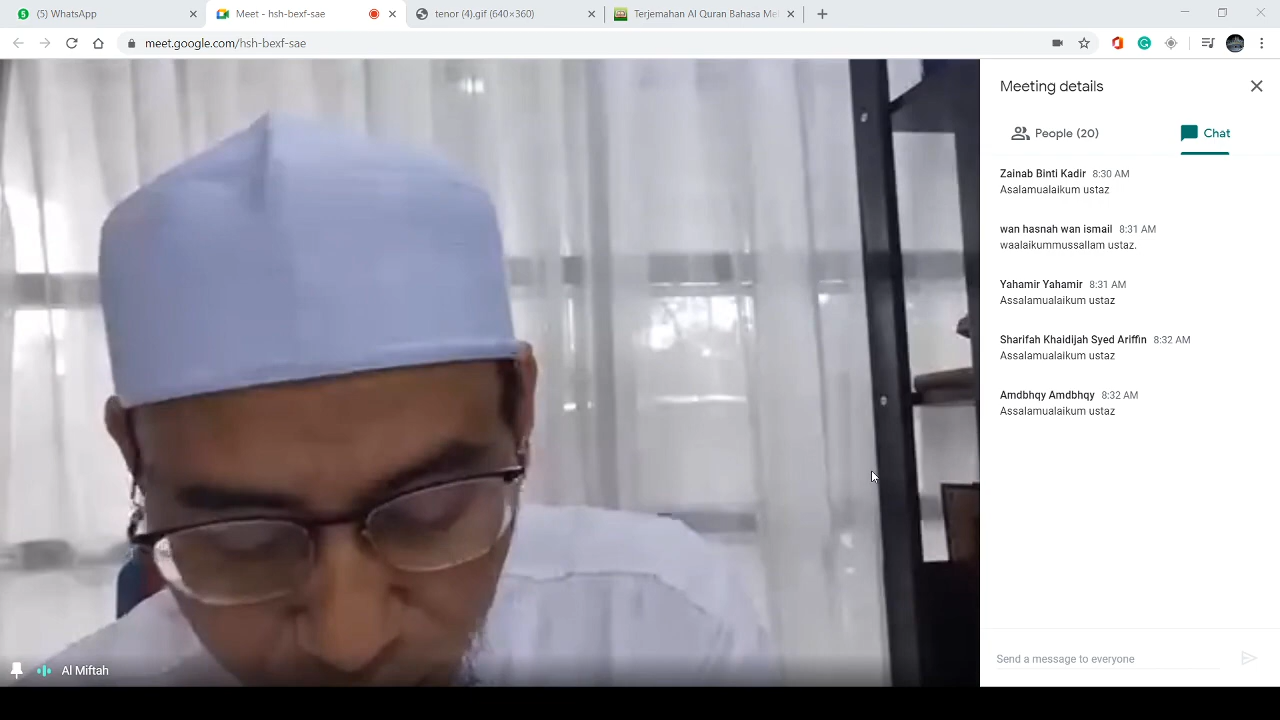 (5) WhatsApp
Meet - hsh-bexf-sae
tenor (4).gif (640×360)
Terjemahan Al Quran Bahasa Mel
meet.google.com/hsh-bexf-sae
Meeting details
People (20)
Chat
Zainab Binti Kadir 8:30 AM
Asalamualaikum ustaz
wan hasnah wan ismail 8:31 AM
waalaikummussallam ustaz.
Yahamir Yahamir 8:31 AM
Assalamualaikum ustaz
Sharifah Khaidijah Syed Ariffin 8:32 AM
Assalamualaikum ustaz
Amdbhqy Amdbhqy 8:32 AM
Assalamualaikum ustaz
Al Miftah
Send a message to everyone